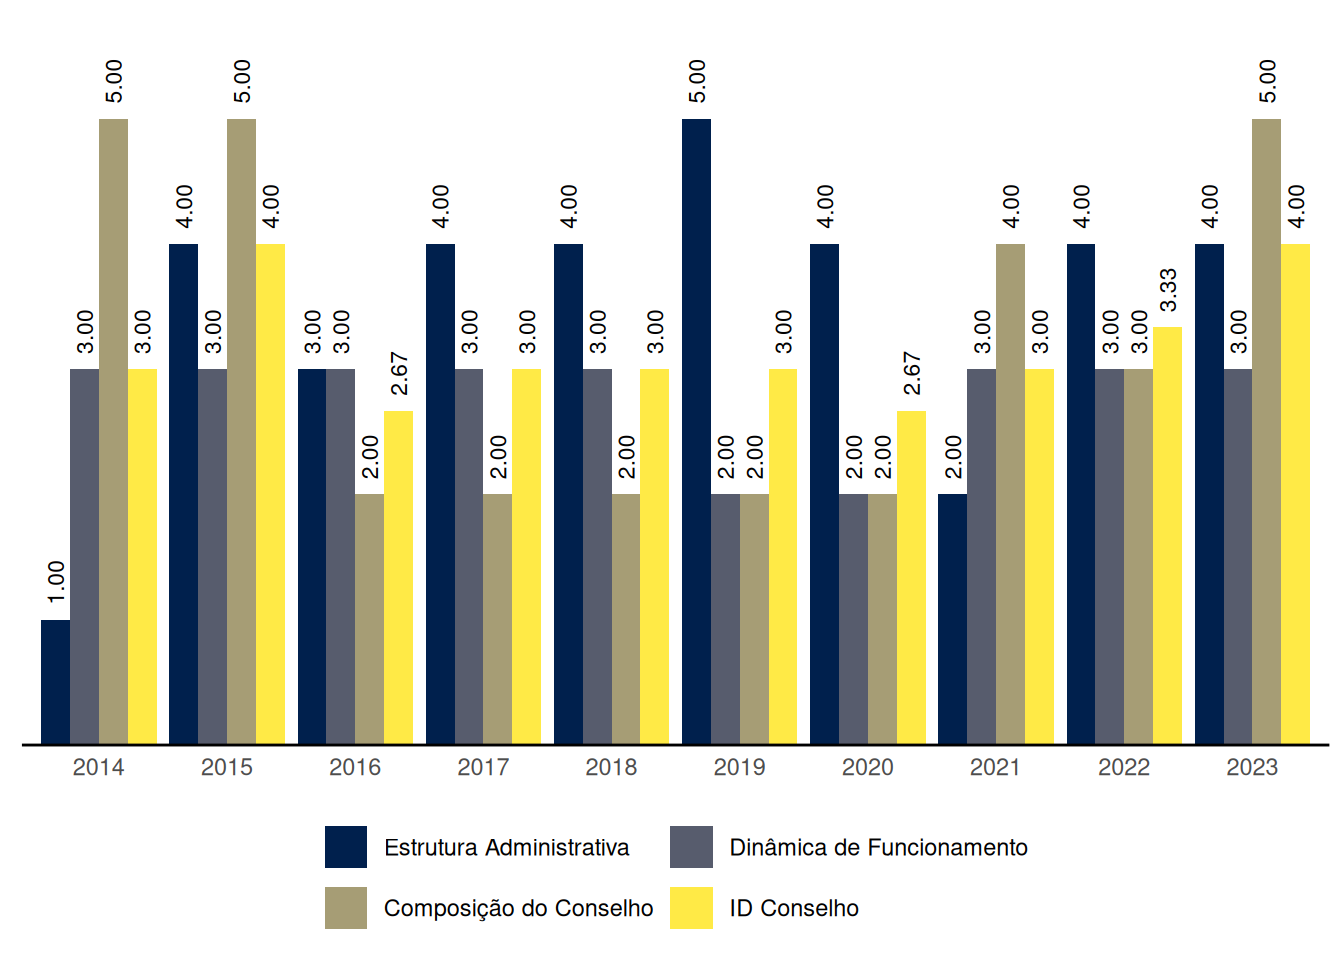 1.00 3.00 5.00 3.00 4.00 3.00 5.00 4.00 3.00 3.00 2.00 2.67 4.00 3.00 2.00 3.00 4.00 3.00 2.00 3.00 5.00 2.00 2.00 3.00 4.00 2.00 2.00 2.67 2.00 3.00 4.00 3.00 4.00 3.00 3.00 3.33 4.00 3.00 5.00 4.00
2014 2015 2016 2017 2018 2019 2020 2021 2022 2023
Estrutura Administrativa Dinâmica de Funcionamento
Composição do Conselho ID Conselho